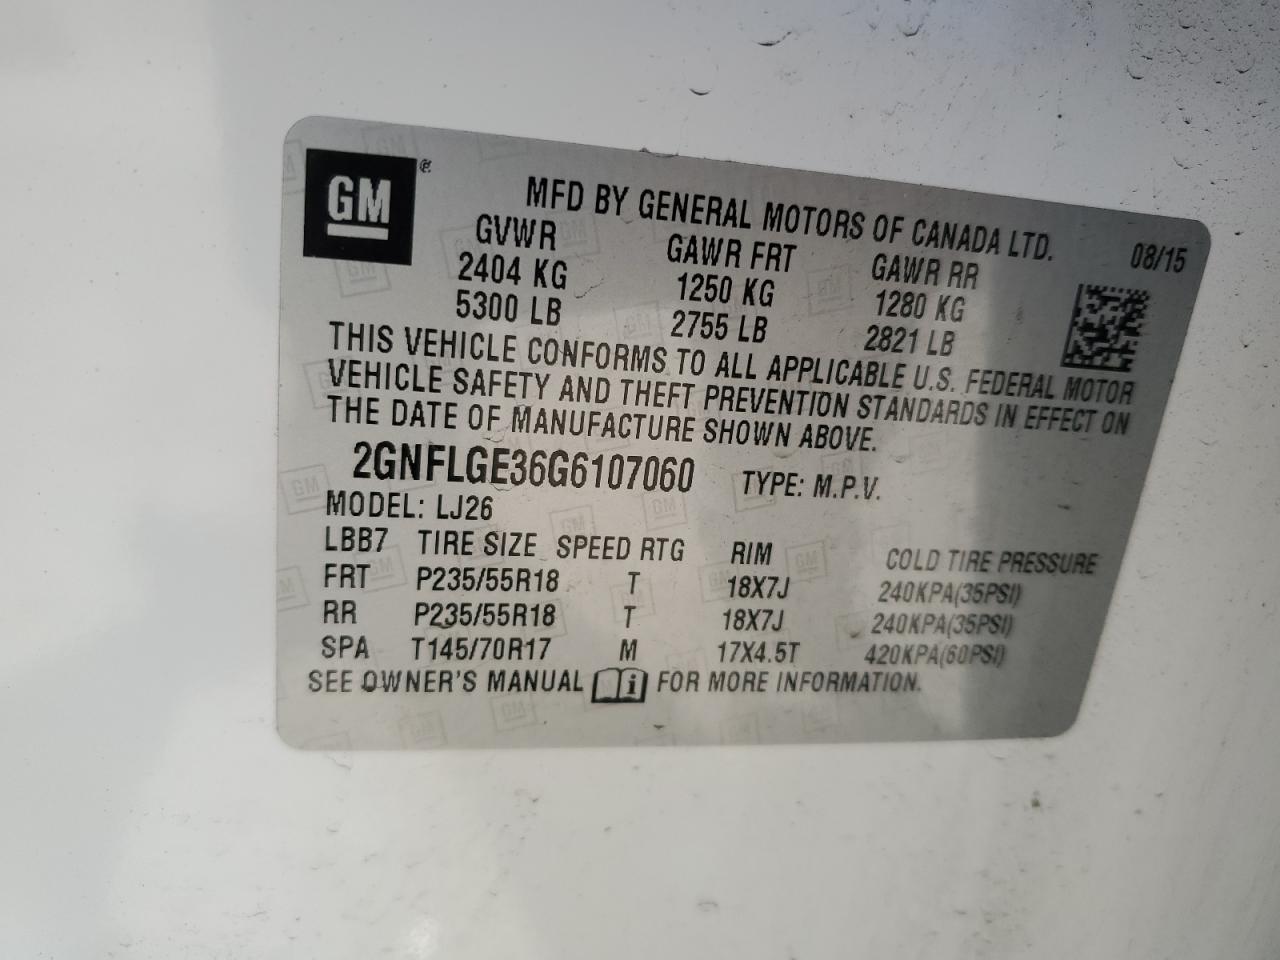 GM®
MFD BY GENERAL MOTORS OF CANADA LTD. 08/15
GVWR GAWR FRT GAWR RR
2404 KG 1250 KG 1280 KG
5300 LB 2755 LB 2821 LB
THIS VEHICLE CONFORMS TO ALL APPLICABLE U.S. FEDERAL MOTOR
VEHICLE SAFETY AND THEFT PREVENTION STANDARDS IN EFFECT ON
THE DATE OF MANUFACTURE SHOWN ABOVE.
2GNFLGE36G6107060 TYPE: M.P.V.
MODEL: LJ26
LBB7 TIRE SIZE SPEED RTG RIM COLD TIRE PRESSURE
FRT P235/55R18 T 18X7J 240KPA(35PSI)
RR P235/55R18 T 18X7J 240KPA(35PSI)
SPA T145/70R17 M 17X4.5T 420KPA(60PSI)
SEE OWNER'S MANUAL i FOR MORE INFORMATION.